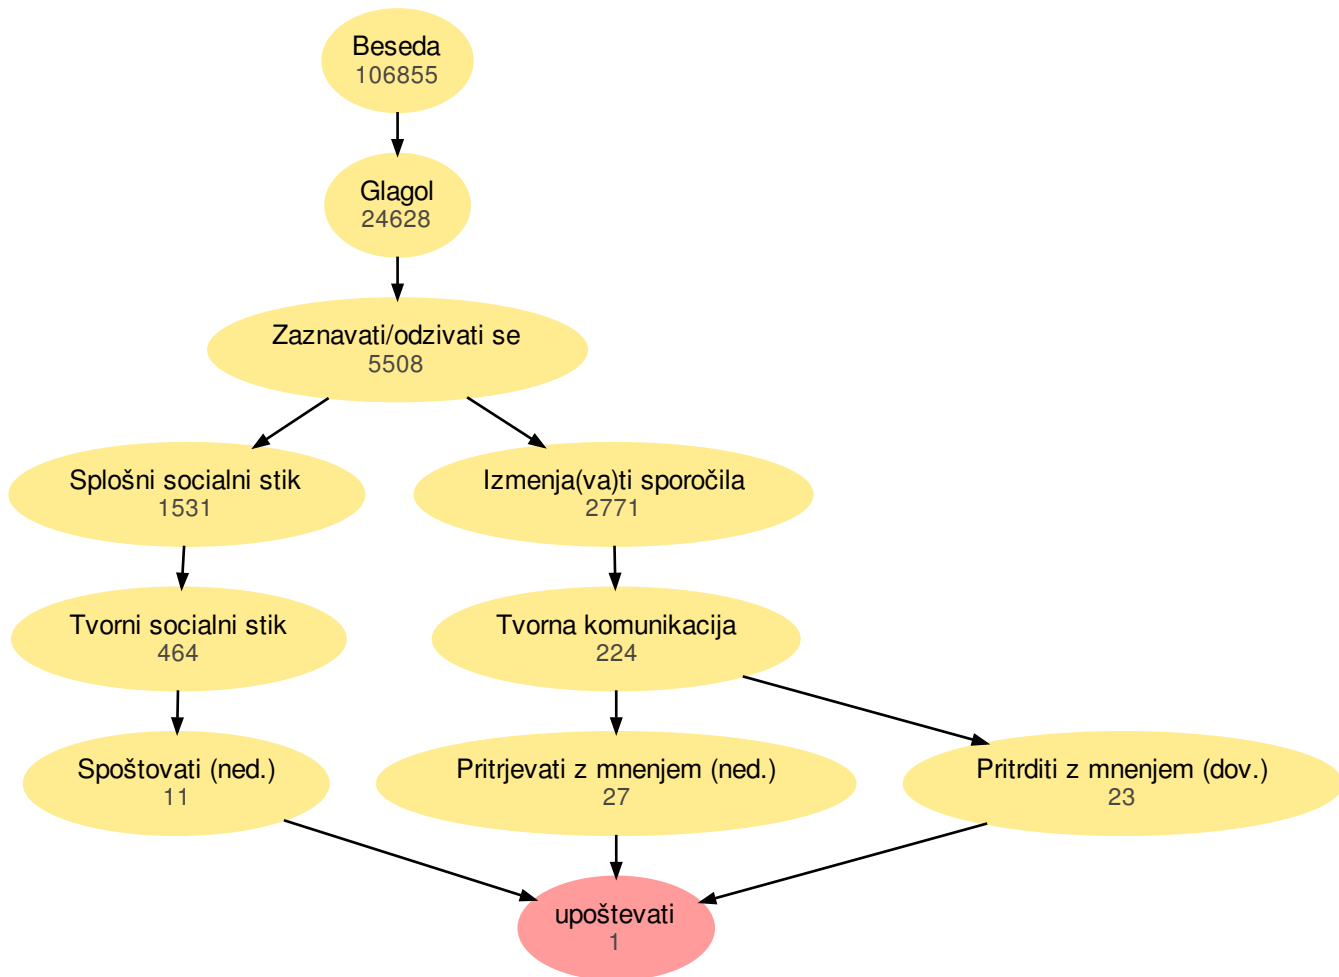 Beseda
106855
Glagol
24628
Zaznavati/odzivati se
5508
Splošni socialni stik
1531
Izmenja(va)ti sporočila
2771
Tvorni socialni stik
464
Tvorna komunikacija
224
Spoštovati (ned.)
11
Pritrjevati z mnenjem (ned.)
27
Pritrditi z mnenjem (dov.)
23
upoštevati
1